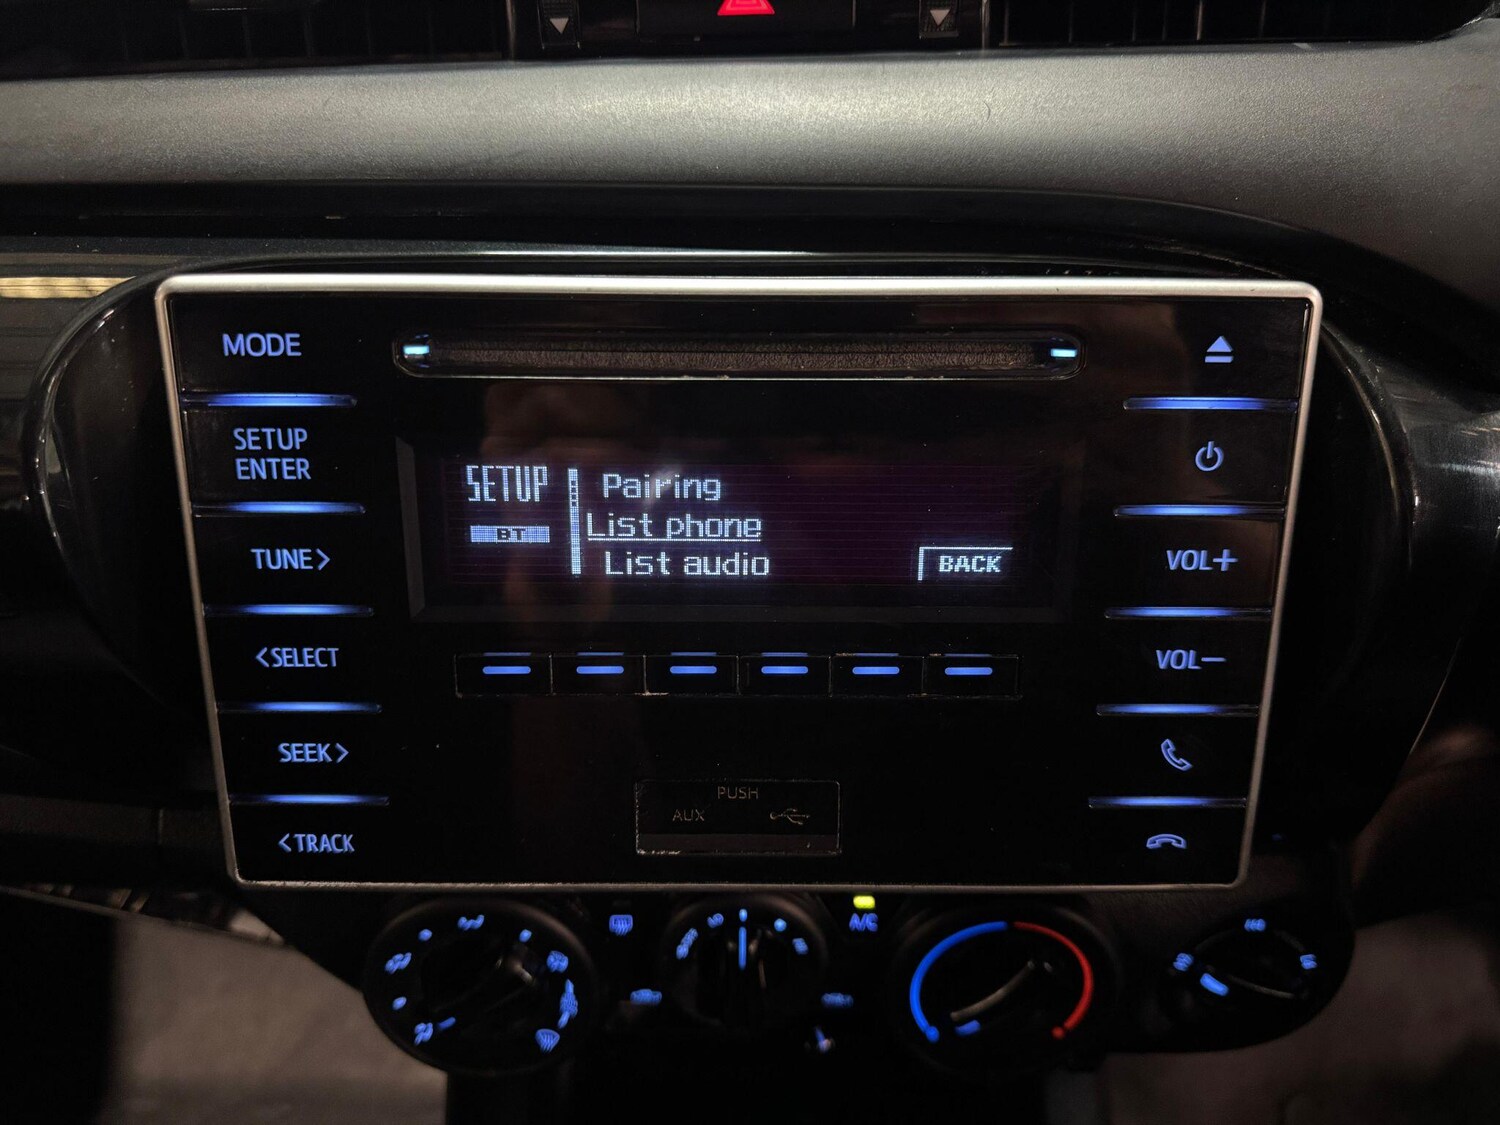 MODE
SETUP
ENTER
TUNE>
<SELECT
SEEK>
<TRACK
SETUP
BT
Pairing
List phone
List audio
BACK
VOL+
VOL−
PUSH
AUX
A/C